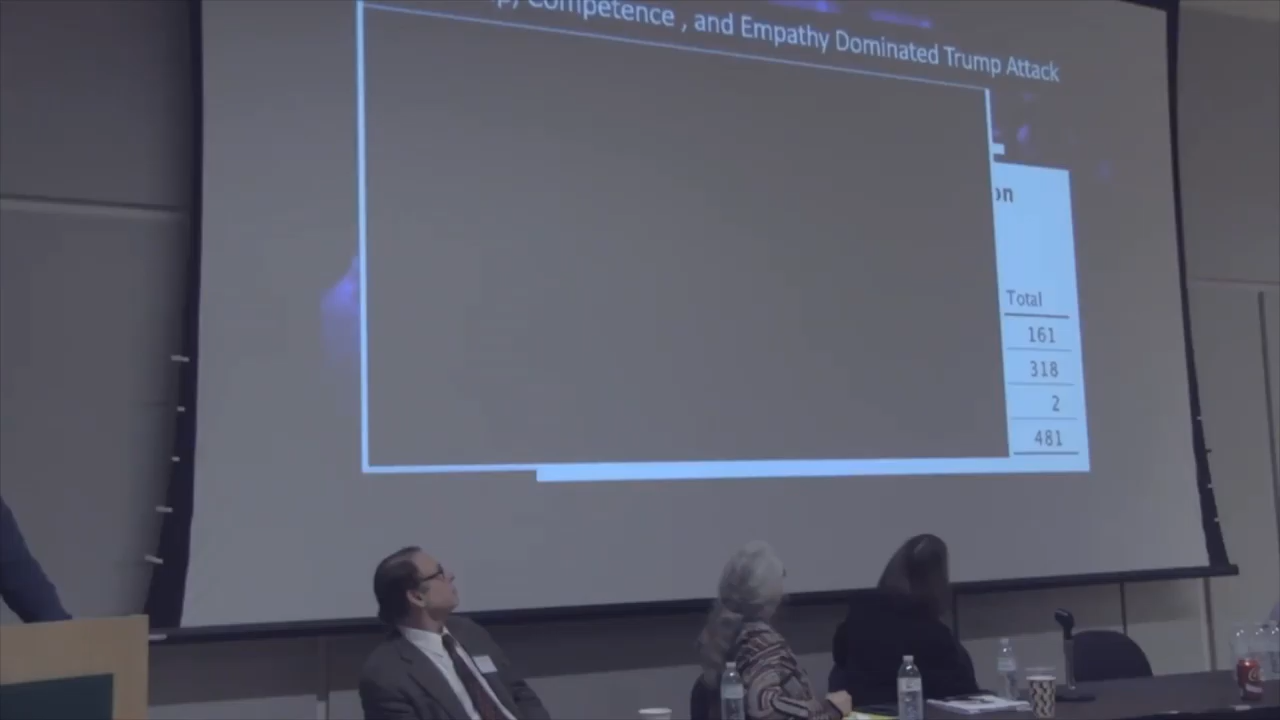 Competence , and Empathy Dominated Trump Attack
on
Total
161
318
2
481